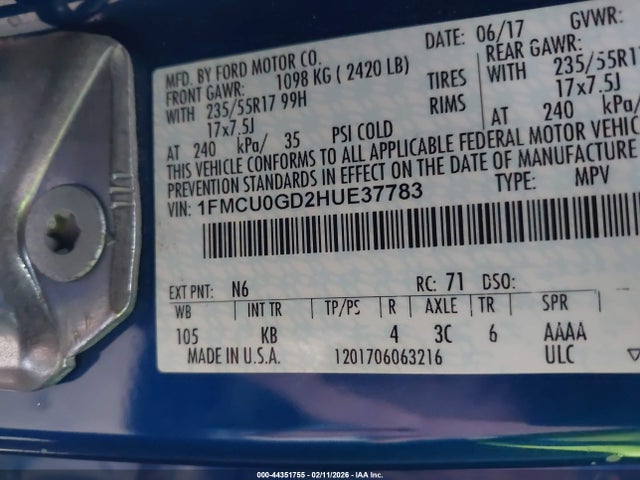 MFD. BY FORD MOTOR CO. DATE: 06/17 GVWR:
FRONT GAWR: 1098 KG ( 2420 LB) REAR GAWR:
WITH 235/55R17 99H TIRES WITH 235/55R17
17x7.5J RIMS 17x7.5J
AT 240 kPa/ 35 PSI COLD AT 240 kPa/
THIS VEHICLE CONFORMS TO ALL APPLICABLE FEDERAL MOTOR VEHIC
PREVENTION STANDARDS IN EFFECT ON THE DATE OF MANUFACTURE
VIN: 1FMCU0GD2HUE37783 TYPE: MPV
EXT PNT: N6 RC: 71 DSO:
WB INT TR TP/PS R AXLE TR SPR
105 KB 4 3C 6 AAAA
MADE IN U.S.A. 1201706063216 ULC
000-44351755 - 02/11/2026 - IAA Inc.